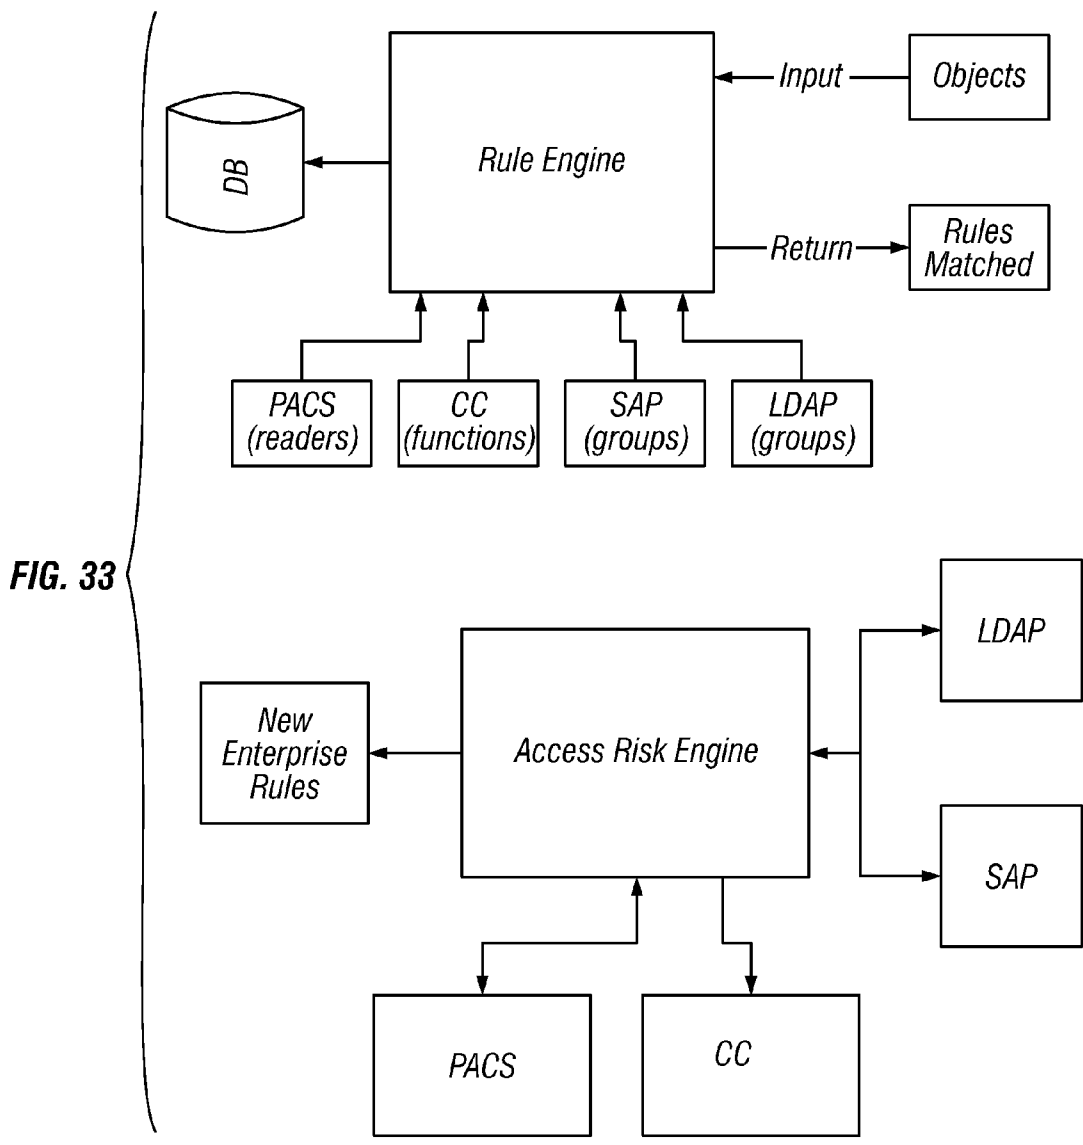 Input
Objects
DB
Rule Engine
Return
Rules
Matched
PACS
(readers)
CC
(functions)
SAP
(groups)
LDAP
(groups)
FIG. 33
LDAP
New
Enterprise
Rules
Access Risk Engine
SAP
PACS
CC